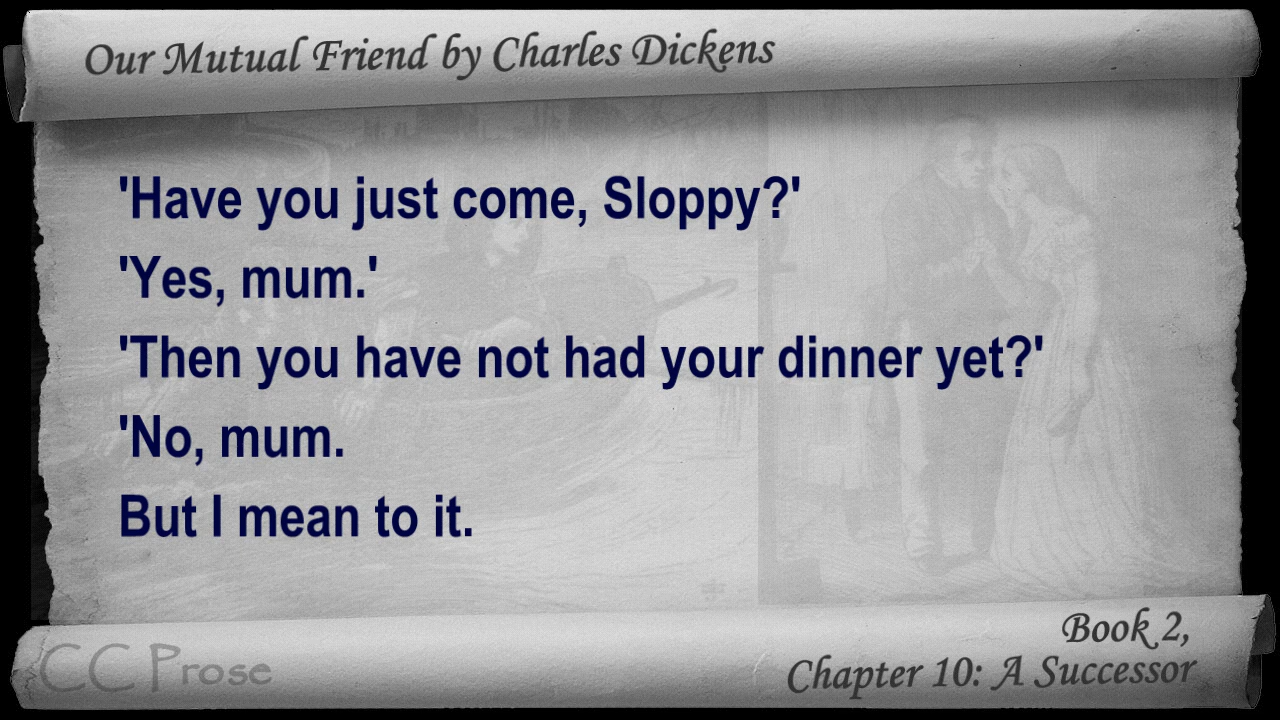 Our Mutual Friend by Charles Dickens
'Have you just come, Sloppy?'
'Yes, mum.'
'Then you have not had your dinner yet?'
'No, mum.
But I mean to it.
CC Prose
Book 2,
Chapter 10: A Successor